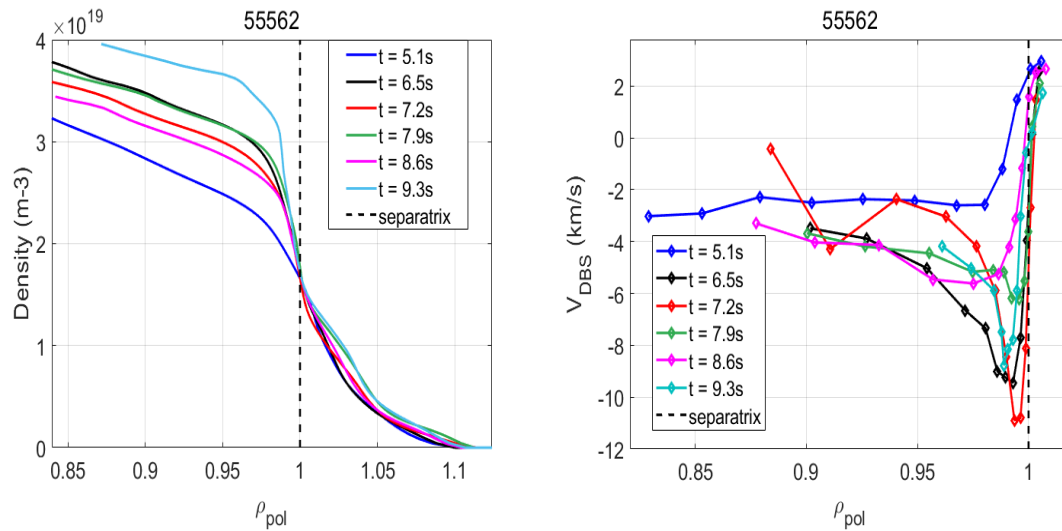 55562
×10^19
Density (m-3)
4
3
2
1
0
0.85
0.9
0.95
1
1.05
1.1
ρpol
t = 5.1s
t = 6.5s
t = 7.2s
t = 7.9s
t = 8.6s
t = 9.3s
separatrix
55562
V_DBS (km/s)
2
0
-2
-4
-6
-8
-10
-12
0.85
0.9
0.95
1
ρpol
t = 5.1s
t = 6.5s
t = 7.2s
t = 7.9s
t = 8.6s
t = 9.3s
separatrix